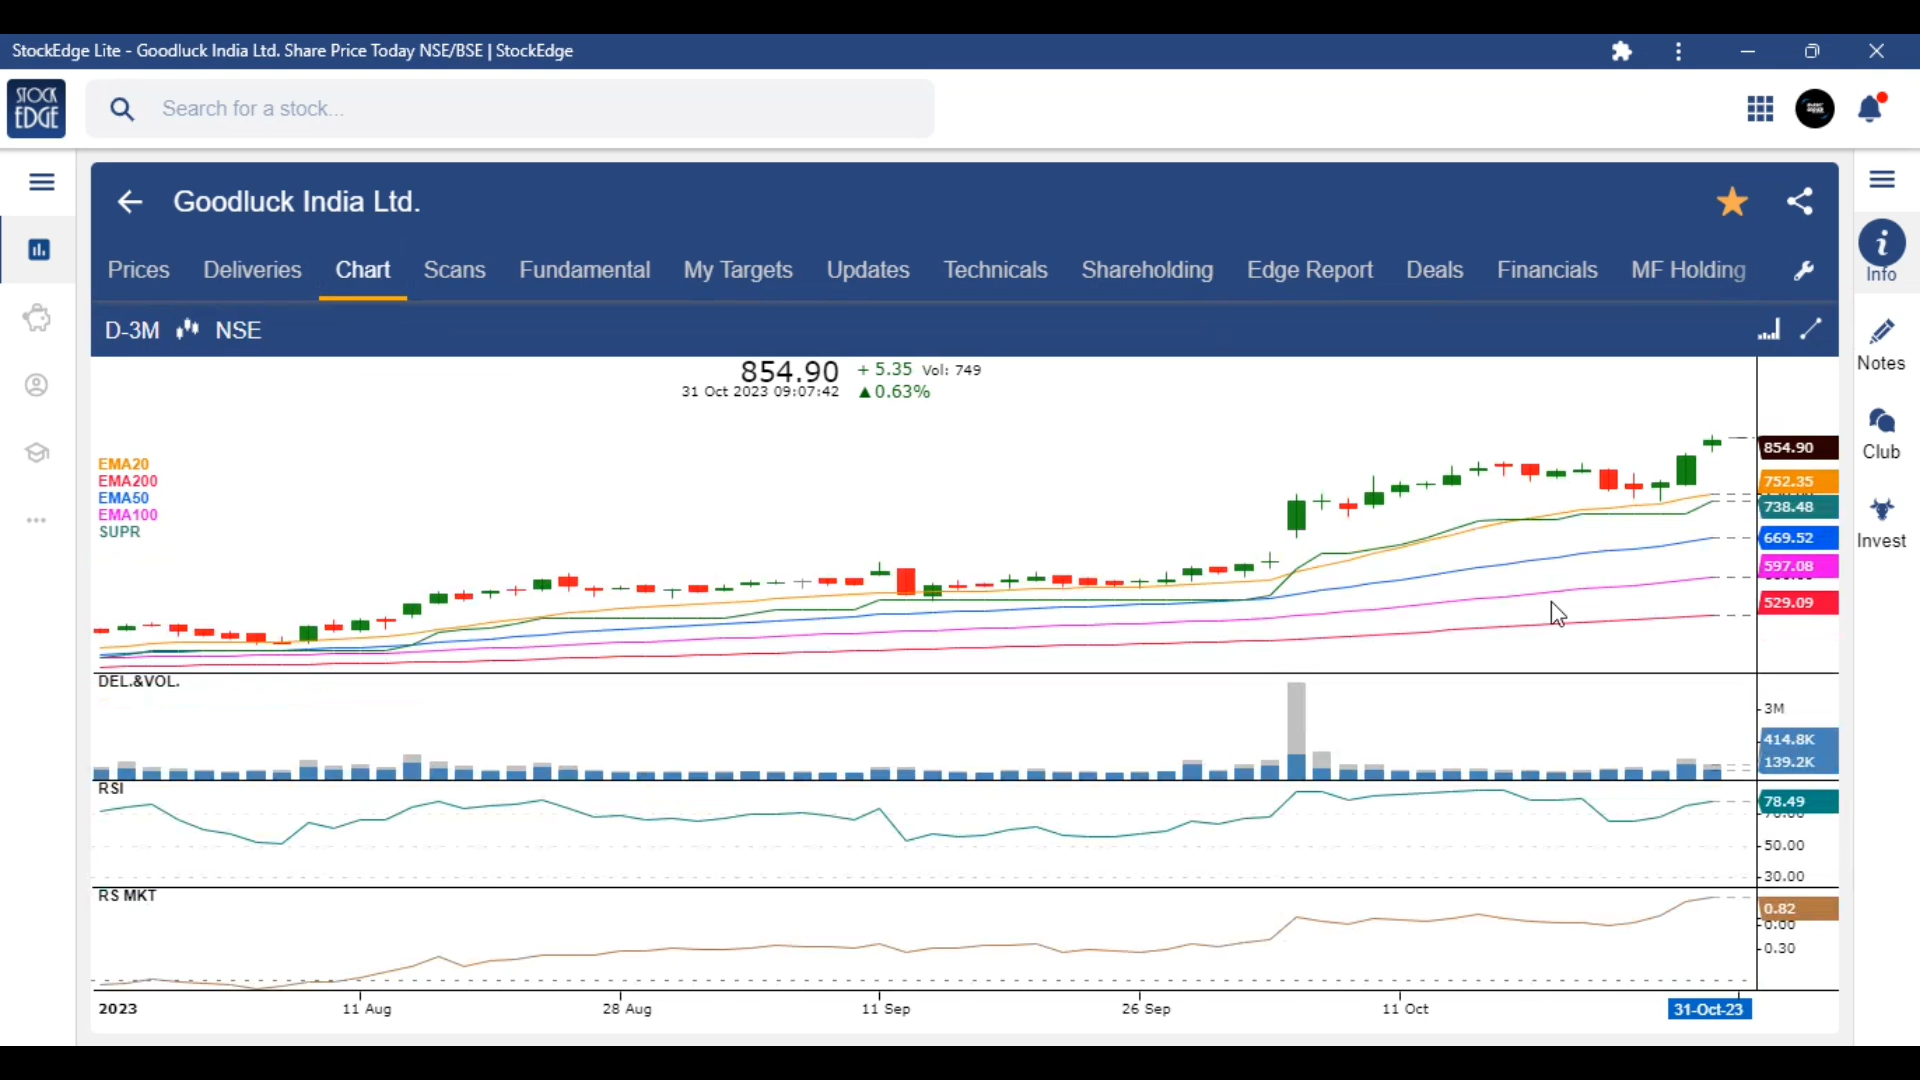 StockEdge Lite - Goodluck India Ltd. Share Price Today NSE/BSE | StockEdge
STOCK
EDGE
Search for a stock...
Goodluck India Ltd.
Prices Deliveries Chart Scans Fundamental My Targets Updates Technicals Shareholding Edge Report Deals Financials MF Holding
Info
D-3M NSE
Notes
854.90 + 5.35 Vol: 749
31 Oct 2023 09:07:42 ▲0.63%
Club
854.90
EMA20
EMA200
EMA50
EMA100
SUPR
752.35
738.48
669.52
597.08
529.09
Invest
DEL.&VOL.
3M
414.8K
139.2K
RSI
78.49
70.00
50.00
30.00
RS MKT
0.82
0.00
0.30
2023 11 Aug 28 Aug 11 Sep 26 Sep 11 Oct 31-Oct-23